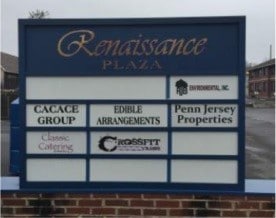 Renaissance
PLAZA
ENVIRONMENTAL, INC.
CACACE
GROUP
EDIBLE
ARRANGEMENTS
Penn Jersey
Properties
Classic
Catering
CROSSFIT